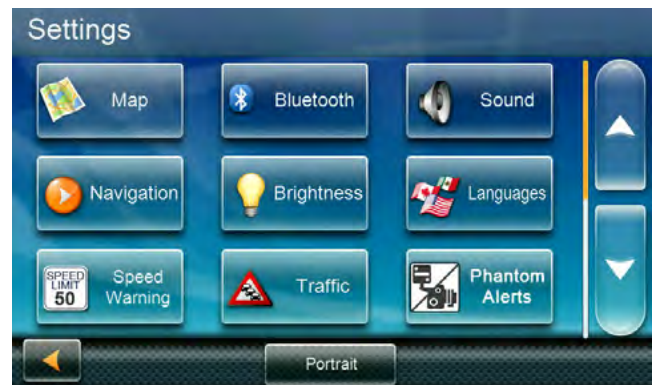 Settings
Map
Bluetooth
Sound
Navigation
Brightness
Languages
SPEED
LIMIT
50
Speed
Warning
Traffic
Phantom
Alerts
Portrait